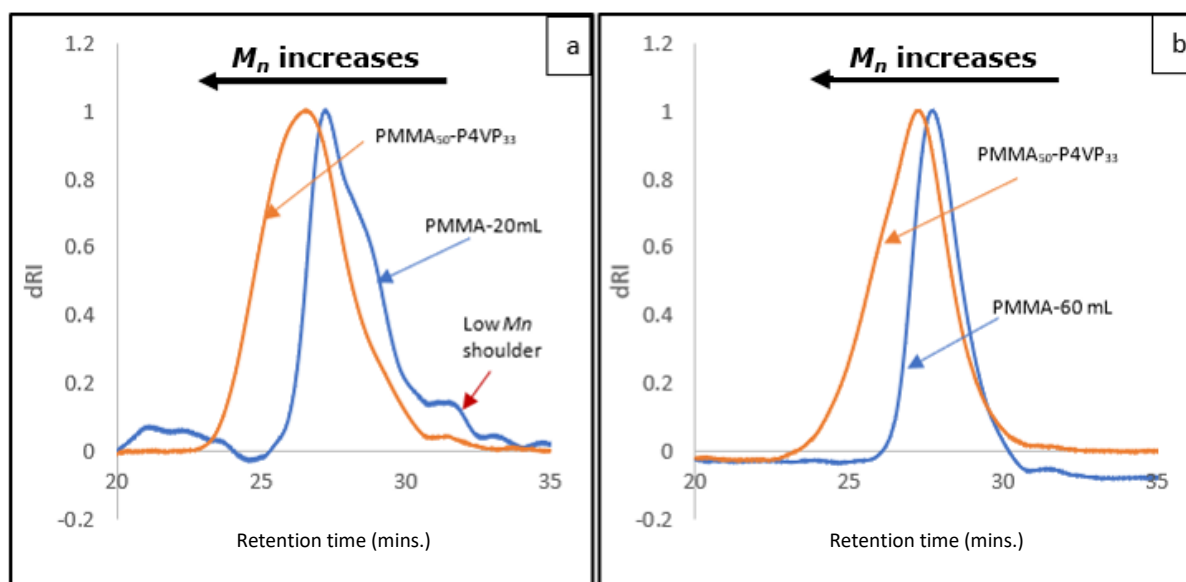 a
Mn increases
1.2
1
0.8
0.6
0.4
0.2
0
-0.2
dRI
20
25
30
35
PMMA₅₀-P4VP₃₃
PMMA-20mL
Low Mn
shoulder
Retention time (mins.)
b
Mn increases
1.2
1
0.8
0.6
0.4
0.2
0
-0.2
dRI
20
25
30
35
PMMA₅₀-P4VP₃₃
PMMA-60 mL
Retention time (mins.)